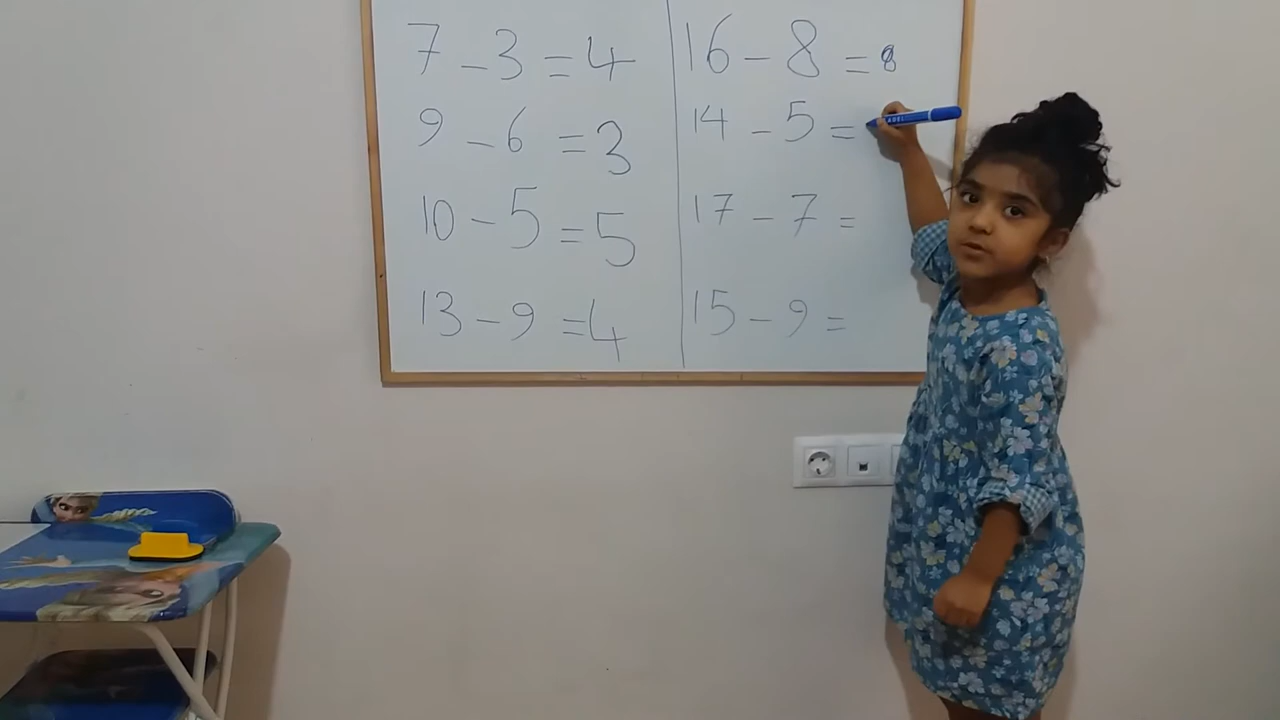 7 - 3 = 4
9 - 6 = 3
10 - 5 = 5
13 - 9 = 4
16 - 8 = 8
14 - 5 =
17 - 7 =
15 - 9 =